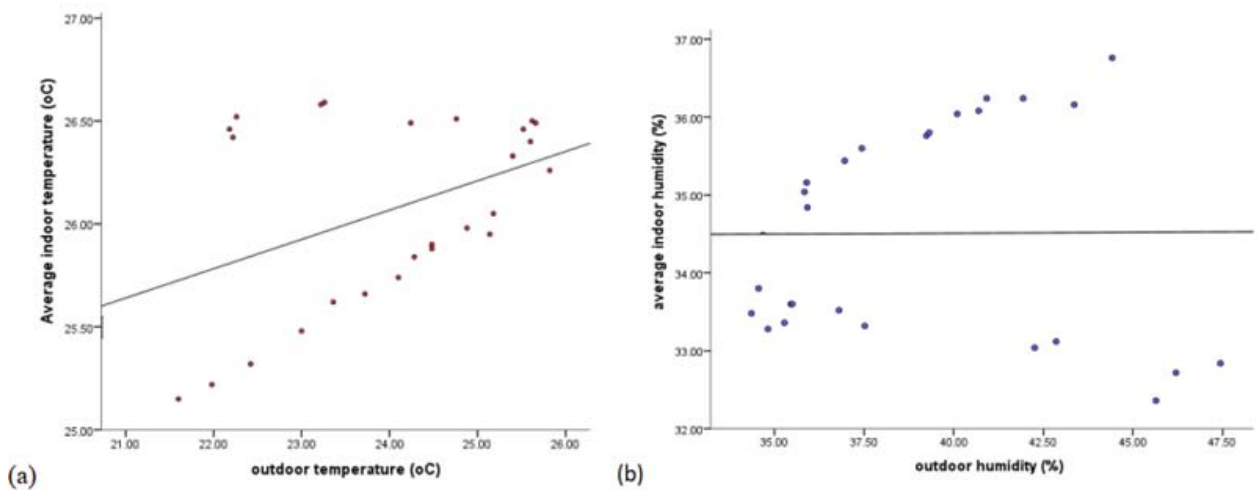 27.00
26.50
26.00
25.50
25.00
Average indoor temperature (oC)
21.00 22.00 23.00 24.00 25.00 26.00
outdoor temperature (oC)
(a)
37.00
36.00
35.00
34.00
33.00
32.00
average indoor humidity (%)
35.00 37.50 40.00 42.50 45.00 47.50
outdoor humidity (%)
(b)